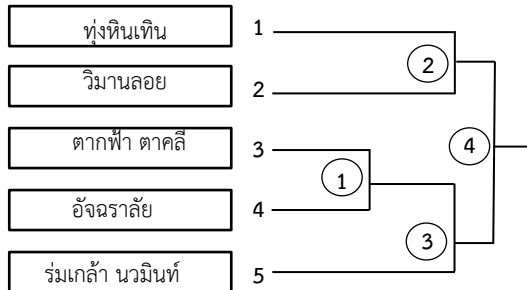 ทุ่งหินเทิน 1
2
วิมานลอย 2
ตากฟ้า ตาคลี 3
4
1
อัจฉราลัย 4
3
ร่มเกล้า นวมินท์ 5